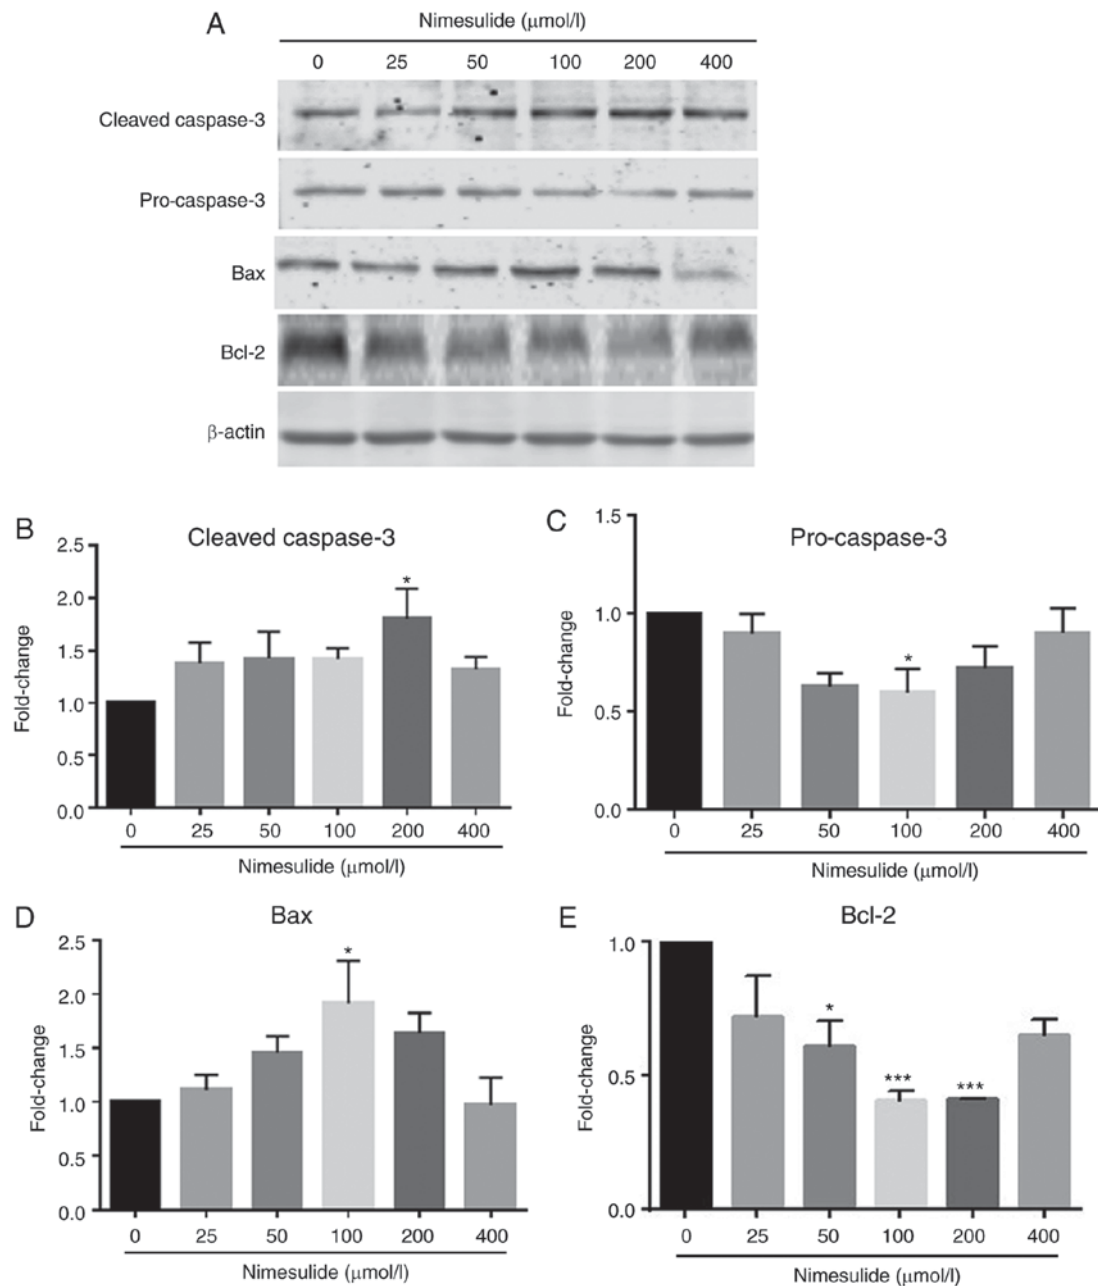 A
Nimesulide (μmol/l)
0 25 50 100 200 400
Cleaved caspase-3
Pro-caspase-3
Bax
Bcl-2
β-actin
B
Cleaved caspase-3
Fold-change
2.5
2.0
1.5
1.0
0.5
0.0
*
0 25 50 100 200 400
Nimesulide (μmol/l)
C
Pro-caspase-3
Fold-change
1.5
1.0
0.5
0.0
*
0 25 50 100 200 400
Nimesulide (μmol/l)
D
Bax
Fold-change
2.5
2.0
1.5
1.0
0.5
0.0
*
0 25 50 100 200 400
Nimesulide (μmol/l)
E
Bcl-2
Fold-change
1.0
0.5
0.0
*
*** ***
0 25 50 100 200 400
Nimesulide (μmol/l)